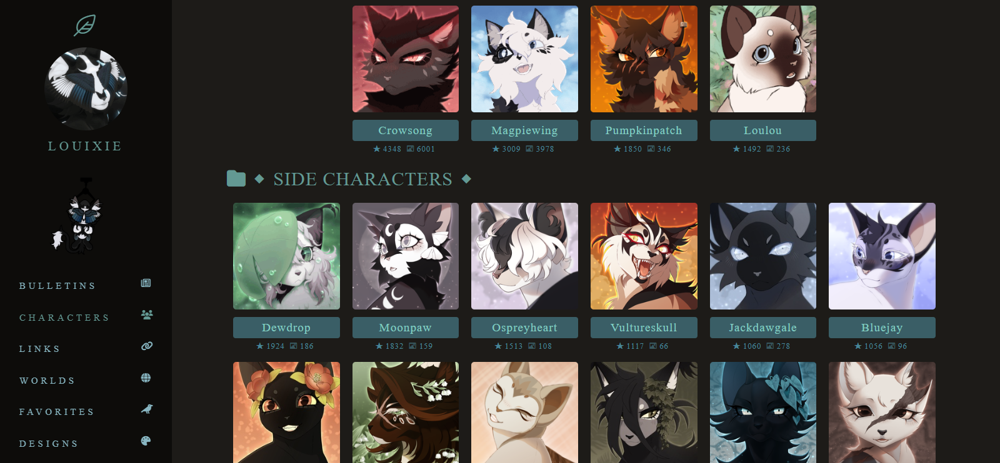 LOUIXIE
BULLETINS
CHARACTERS
LINKS
WORLDS
FAVORITES
DESIGNS
Crowsong Magpiewing Pumpkinpatch Loulou
4348 6001 3009 3978 1850 346 1492 236
SIDE CHARACTERS
Dewdrop Moonpaw Ospreyheart Vultureskull Jackdawgale Bluejay
1924 186 1832 159 1513 108 1117 66 1060 278 1056 96